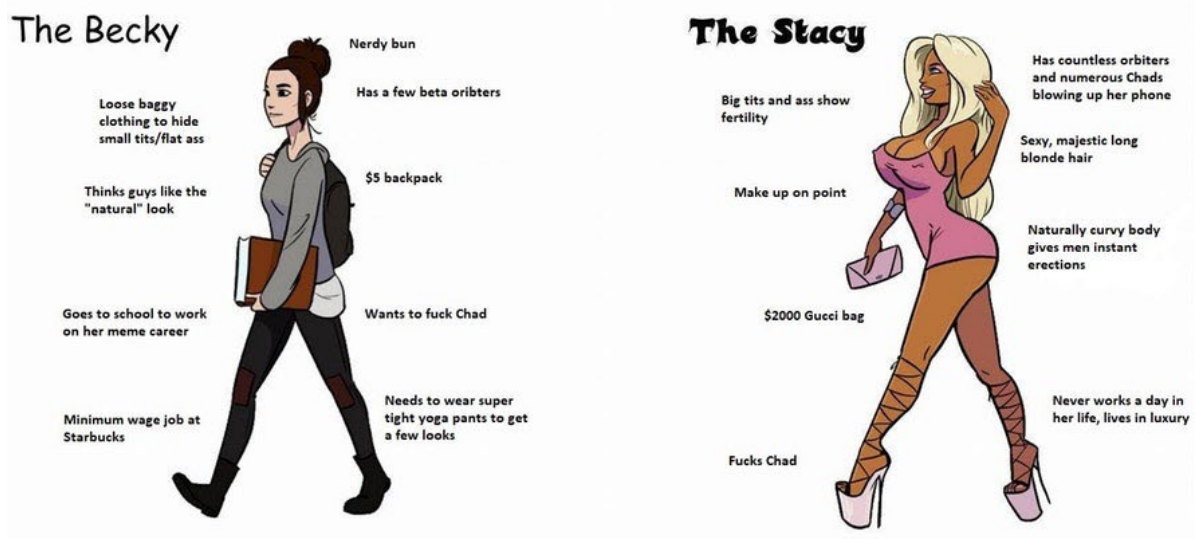 The Becky
Nerdy bun
Has a few beta oribters
Loose baggy
clothing to hide
small tits/flat ass
$5 backpack
Thinks guys like the
"natural" look
Goes to school to work
on her meme career
Wants to fuck Chad
Minimum wage job at
Starbucks
Needs to wear super
tight yoga pants to get
a few looks
The Stacy
Has countless orbiters
and numerous Chads
blowing up her phone
Big tits and ass show
fertility
Sexy, majestic long
blonde hair
Make up on point
Naturally curvy body
gives men instant
erections
$2000 Gucci bag
Never works a day in
her life, lives in luxury
Fucks Chad